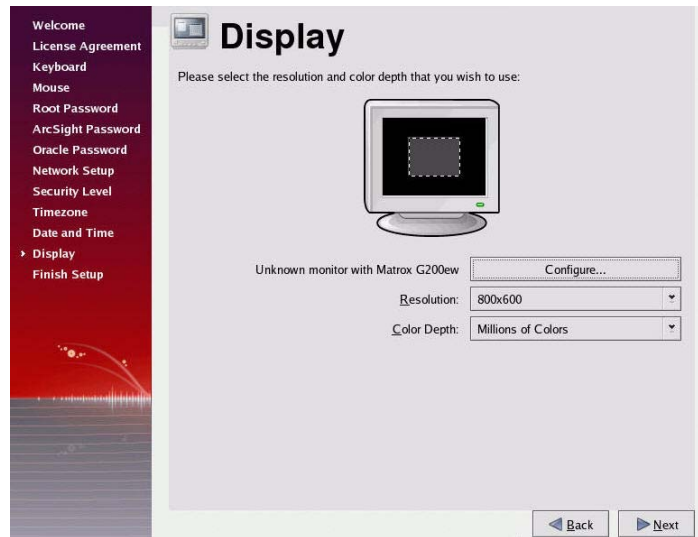 Welcome
License Agreement
Keyboard
Mouse
Root Password
ArcSight Password
Oracle Password
Network Setup
Security Level
Timezone
Date and Time
Display
Finish Setup
Display
Please select the resolution and color depth that you wish to use:
Unknown monitor with Matrox G200ew
Configure...
Resolution:
800x600
Color Depth:
Millions of Colors
Back
Next